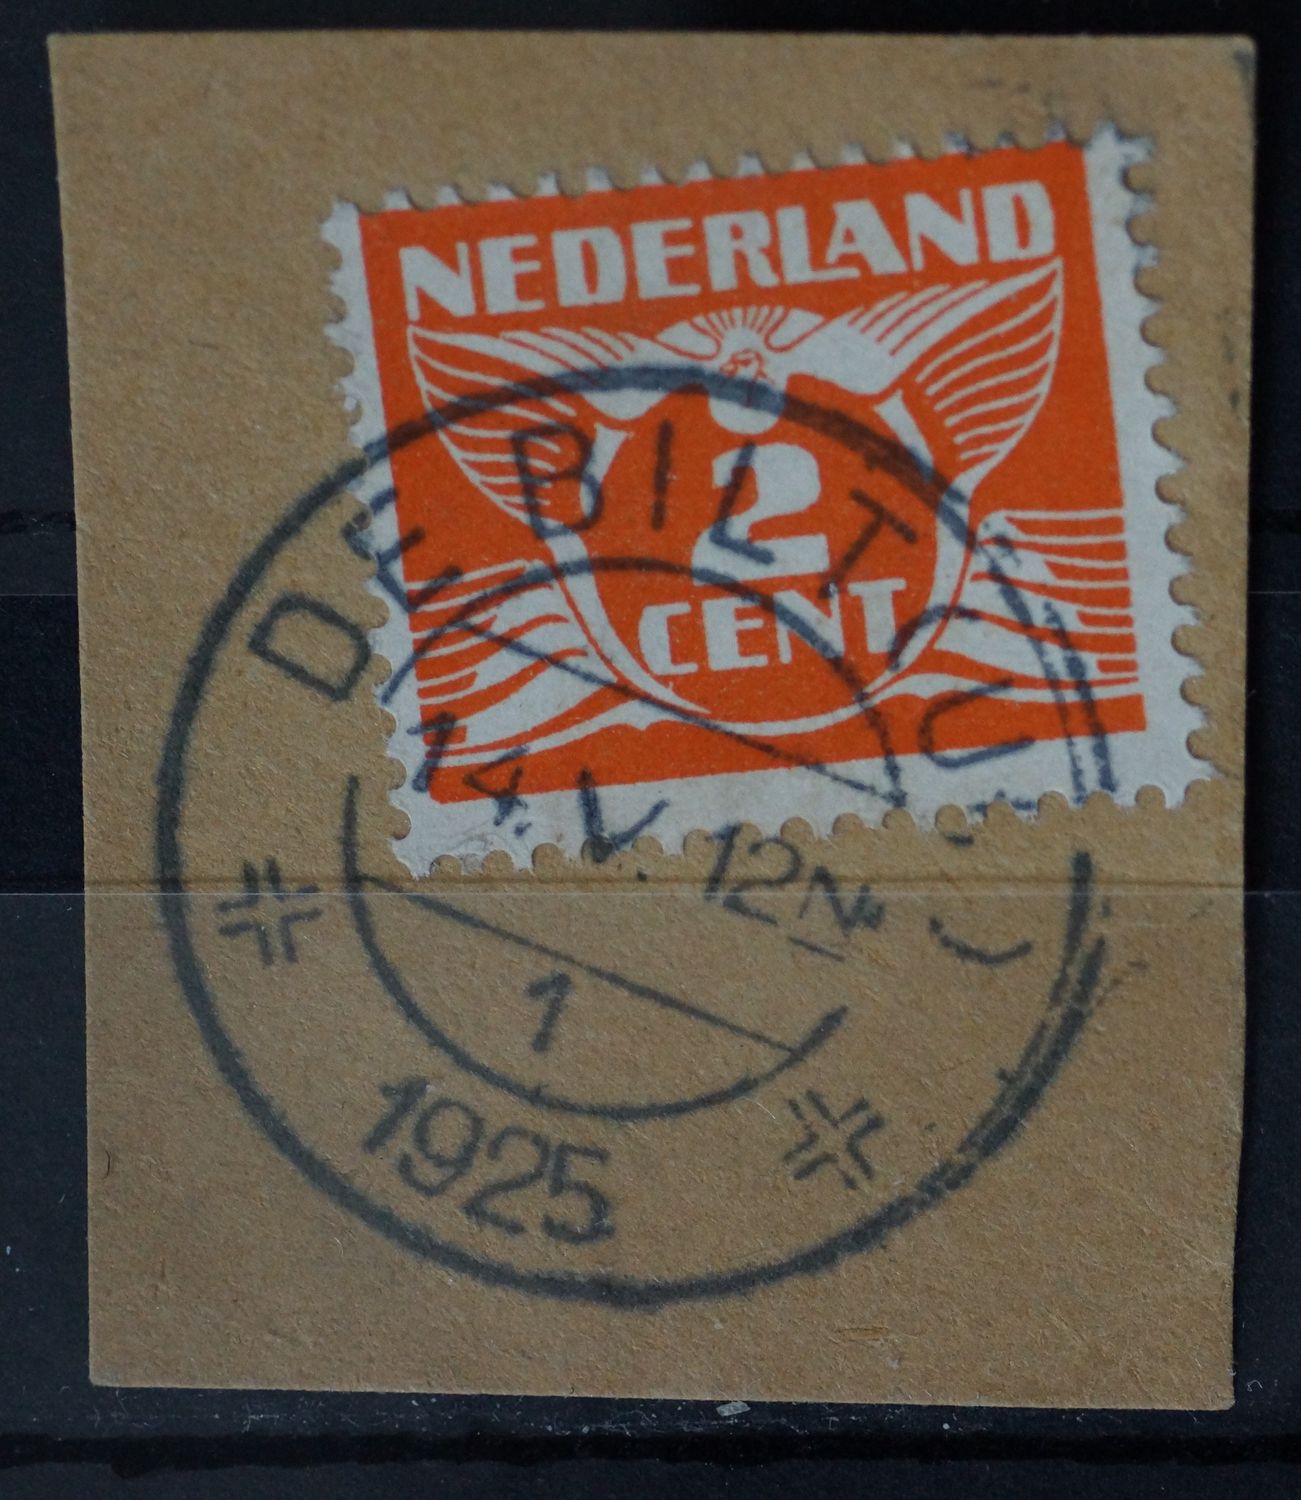 NEDERLAND
2
CENT
DE BILT
14.V.12N
1
1925